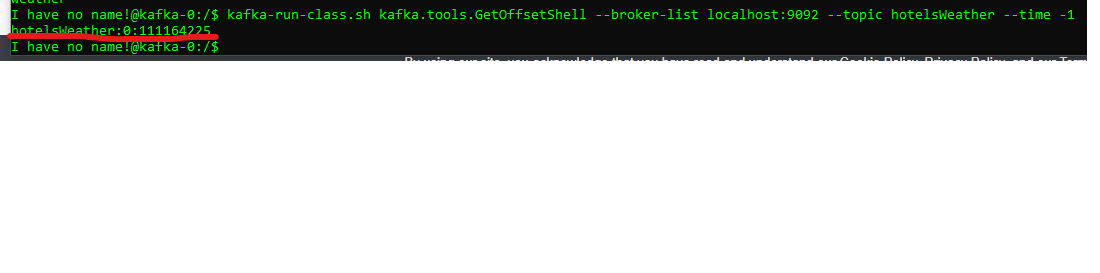 weather
I have no name!@kafka-0:/$ kafka-run-class.sh kafka.tools.GetOffsetShell --broker-list localhost:9092 --topic hotelsWeather --time -1
hotelsWeather:0:111164225
I have no name!@kafka-0:/$
By using our site, you acknowledge that you have read and understand our Cookie Policy, Privacy Policy, and our Term